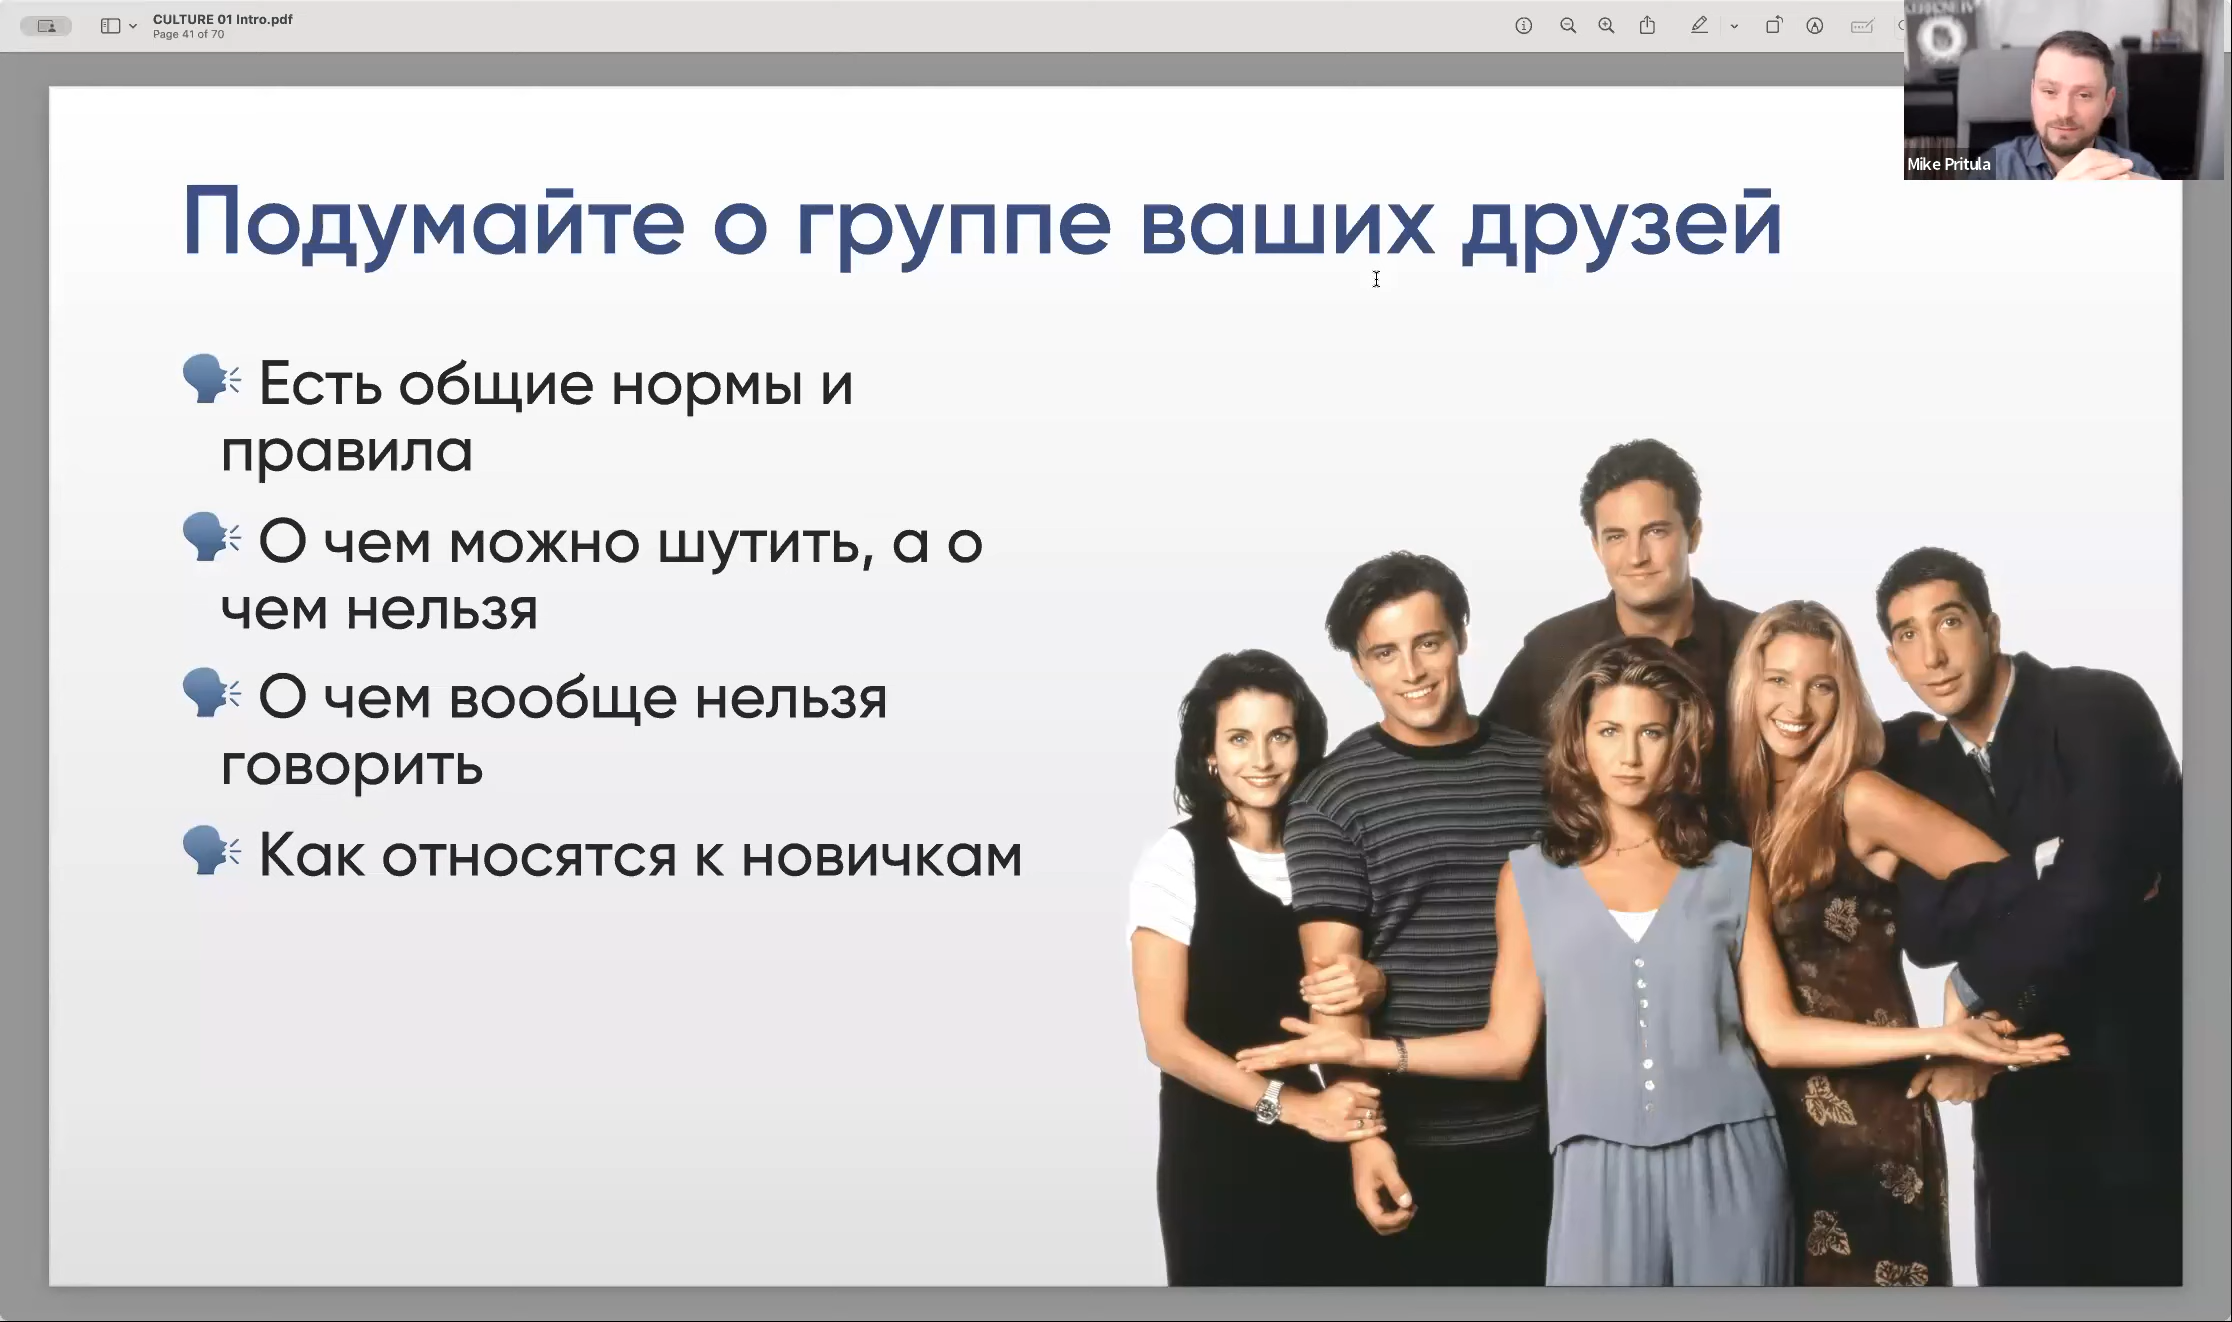 CULTURE 01 Intro.pdf
Page 41 of 70
Mike Pritula
Подумайте о группе ваших друзей
Есть общие нормы и
правила
О чем можно шутить, а о
чем нельзя
О чем вообще нельзя
говорить
Как относятся к новичкам